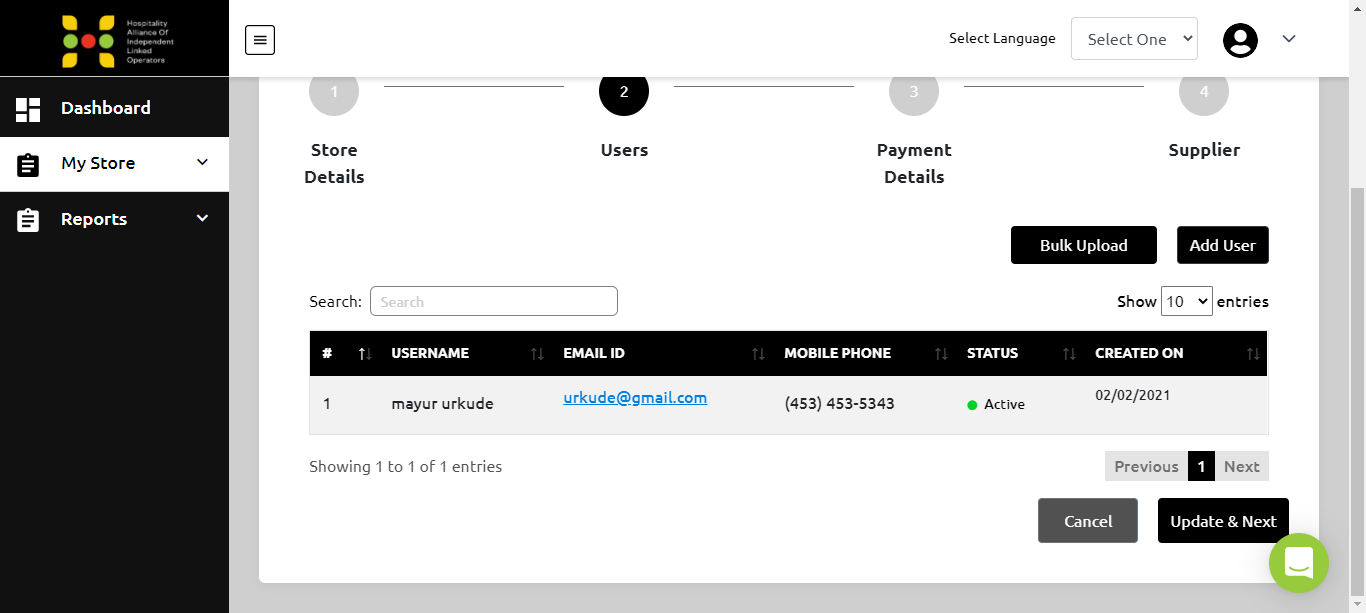 Hospitality
Alliance Of
Independent
Linked
Operators
Select Language
Select One
Dashboard
My Store
Reports
1
2
3
4
Store
Details
Users
Payment
Details
Supplier
Bulk Upload
Add User
Search:
Search
Show 10 entries
# USERNAME EMAIL ID MOBILE PHONE STATUS CREATED ON
1 mayur urkude urkude@gmail.com (453) 453-5343 Active 02/02/2021
Showing 1 to 1 of 1 entries
Previous 1 Next
Cancel
Update & Next